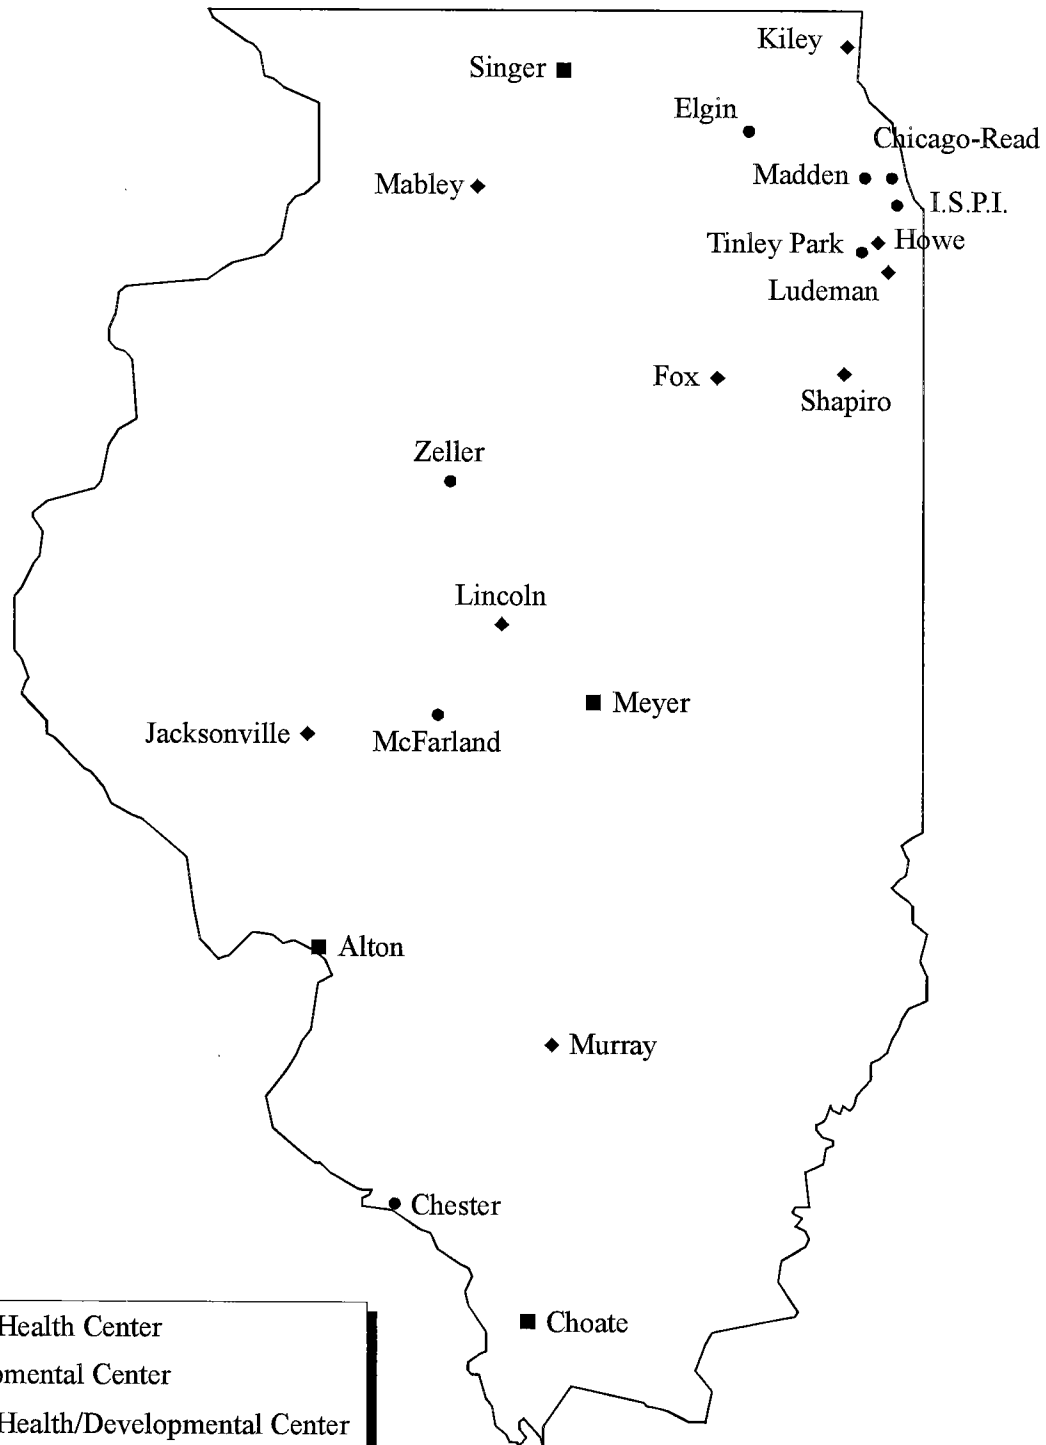 Kiley
Singer
Elgin
Chicago-Read
Madden
Mabley
I.S.P.I.
Tinley Park
Howe
Ludeman
Fox
Shapiro
Zeller
Lincoln
Meyer
Jacksonville
McFarland
Alton
Murray
Chester
Choate
Health Center
pmental Center
Health/Developmental Center